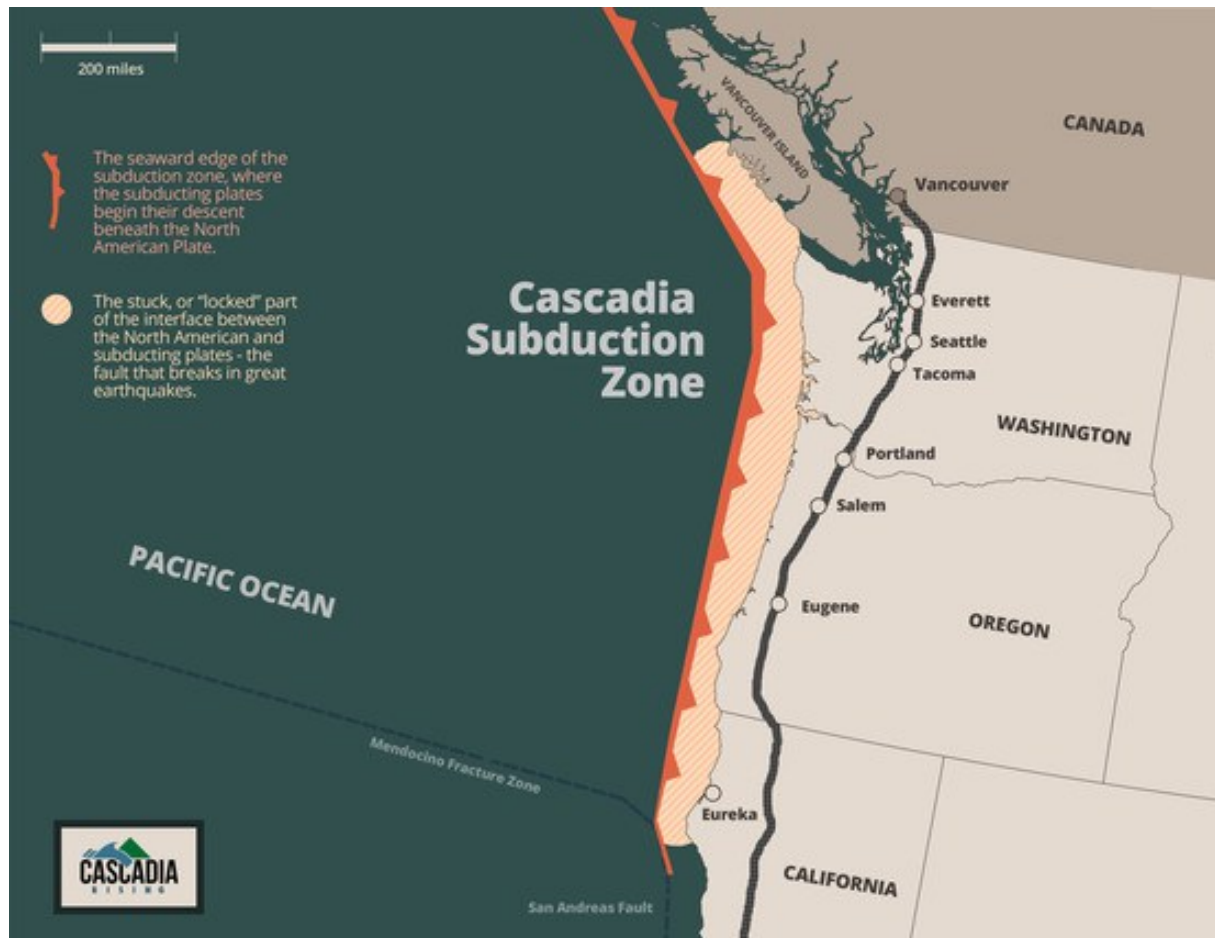 200 miles
The seaward edge of the
subduction zone, where
the subducting plates
begin their descent
beneath the North
American Plate.
The stuck, or "locked" part
of the interface between
the North American and
subducting plates - the
fault that breaks in great
earthquakes.
Cascadia
Subduction
Zone
PACIFIC OCEAN
Mendocino Fracture Zone
San Andreas Fault
VANCOUVER ISLAND
CANADA
Vancouver
Everett
Seattle
Tacoma
WASHINGTON
Portland
Salem
Eugene
OREGON
Eureka
CALIFORNIA
CASCADIA
RISING